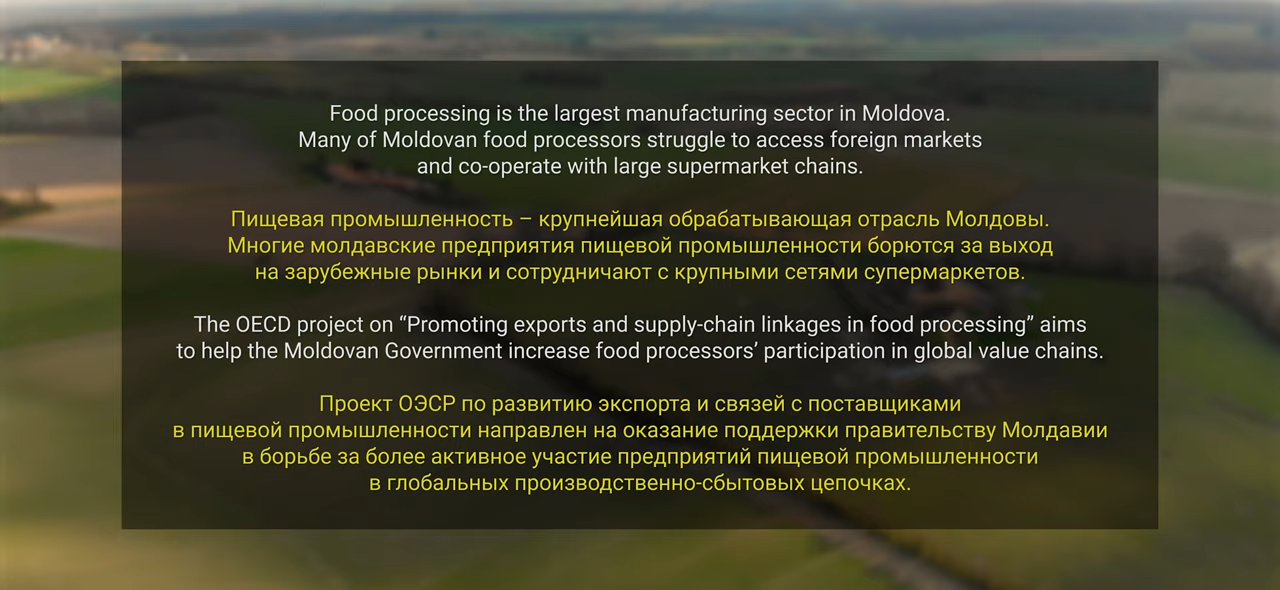 Food processing is the largest manufacturing sector in Moldova.
Many of Moldovan food processors struggle to access foreign markets
and co-operate with large supermarket chains.
Пищевая промышленность – крупнейшая обрабатывающая отрасль Молдовы.
Многие молдавские предприятия пищевой промышленности борются за выход
на зарубежные рынки и сотрудничают с крупными сетями супермаркетов.
The OECD project on “Promoting exports and supply-chain linkages in food processing” aims
to help the Moldovan Government increase food processors’ participation in global value chains.
Проект ОЭСР по развитию экспорта и связей с поставщиками
в пищевой промышленности направлен на оказание поддержки правительству Молдавии
в борьбе за более активное участие предприятий пищевой промышленности
в глобальных производственно-сбытовых цепочках.